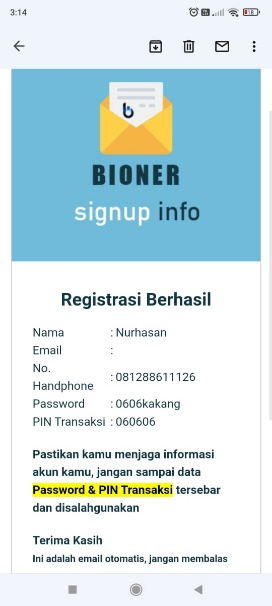 3:14
18
b
BIONER
signup info
Registrasi Berhasil
Nama : Nurhasan
Email :
No. Handphone : 081288611126
Password : 0606kakang
PIN Transaksi : 060606
Pastikan kamu menjaga informasi
akun kamu, jangan sampai data
Password & PIN Transaksi tersebar
dan disalahgunakan
Terima Kasih
Ini adalah email otomatis, jangan membalas